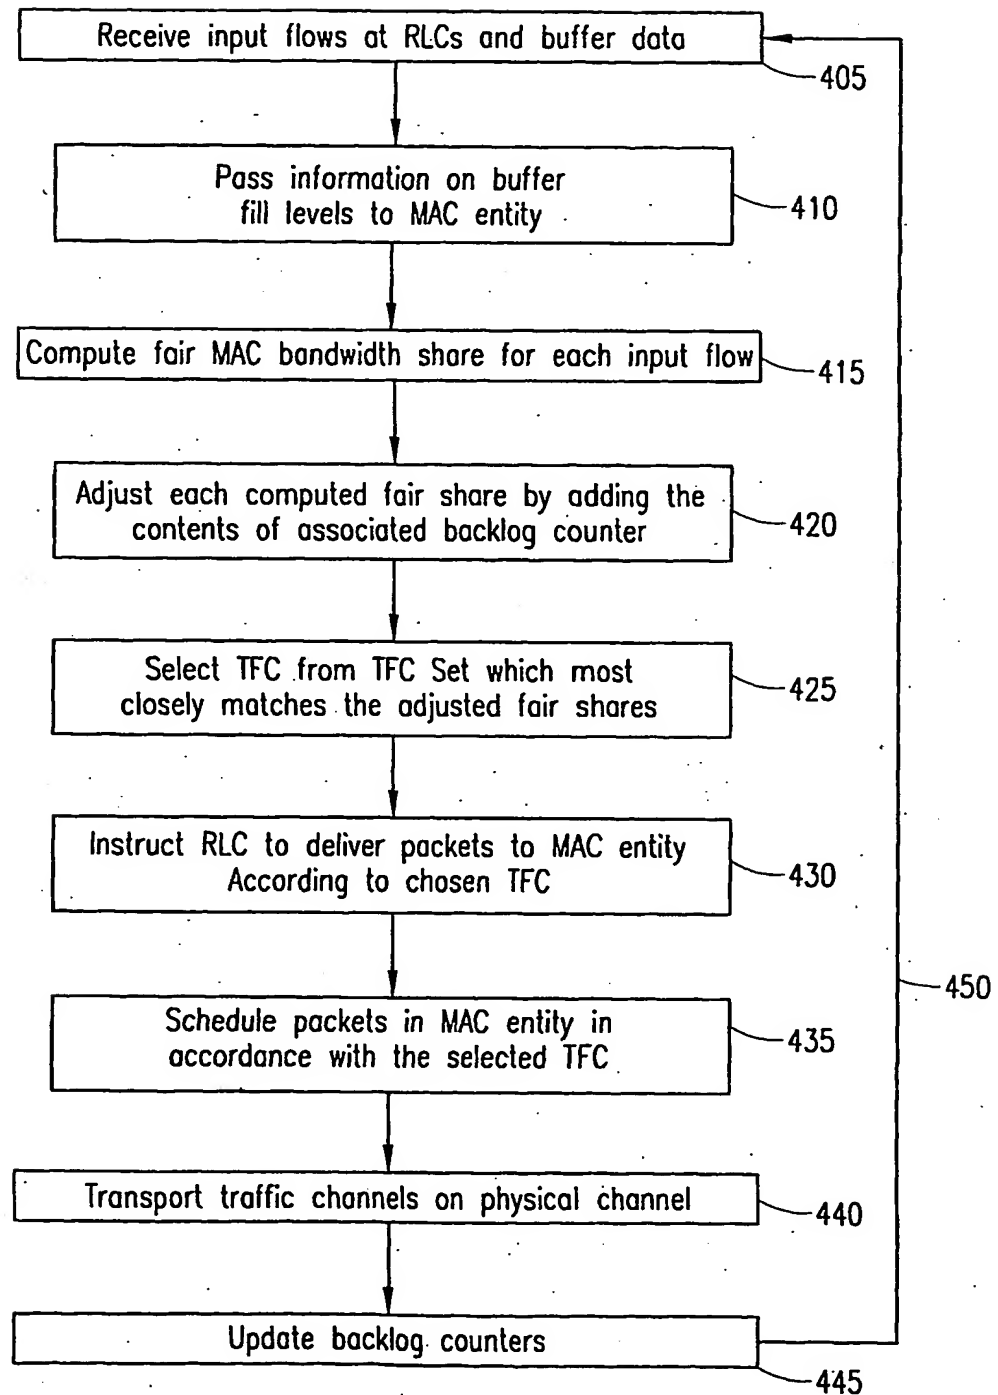 Receive input flows at RLCs and buffer data
405
Pass information on buffer
fill levels to MAC entity
410
Compute fair MAC bandwidth share for each input flow
415
Adjust each computed fair share by adding the
contents of associated backlog counter
420
Select TFC from TFC Set which most
closely matches the adjusted fair shares
425
Instruct RLC to deliver packets to MAC entity
According to chosen TFC
430
450
Schedule packets in MAC entity in
accordance with the selected TFC
435
Transport traffic channels on physical channel
440
Update backlog counters
445